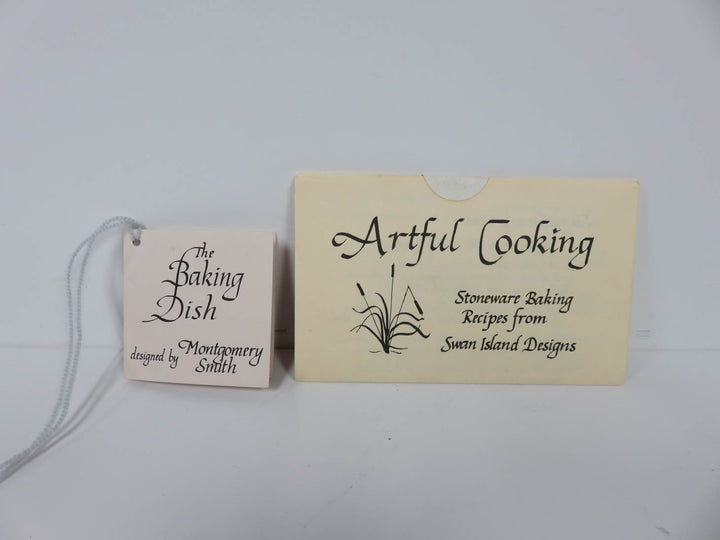 The
Baking
Dish
designed by Montgomery
Smith
Artful Cooking
Stoneware Baking
Recipes from
Swan Island Designs